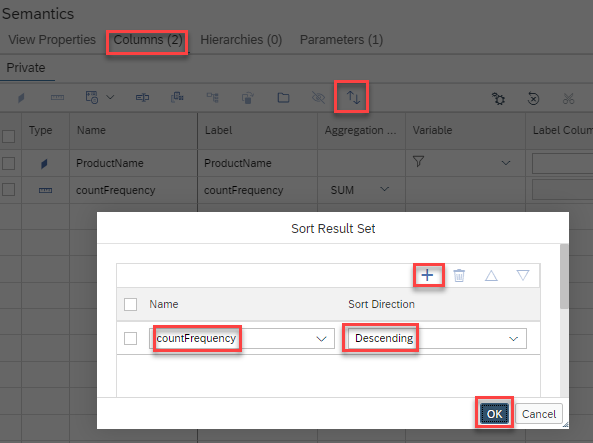 Semantics
View Properties Columns (2) Hierarchies (0) Parameters (1)
Private
Type Name Label Aggregation ... Variable Label Colum
ProductName ProductName
countFrequency countFrequency SUM
Sort Result Set
Name Sort Direction
countFrequency Descending
OK Cancel